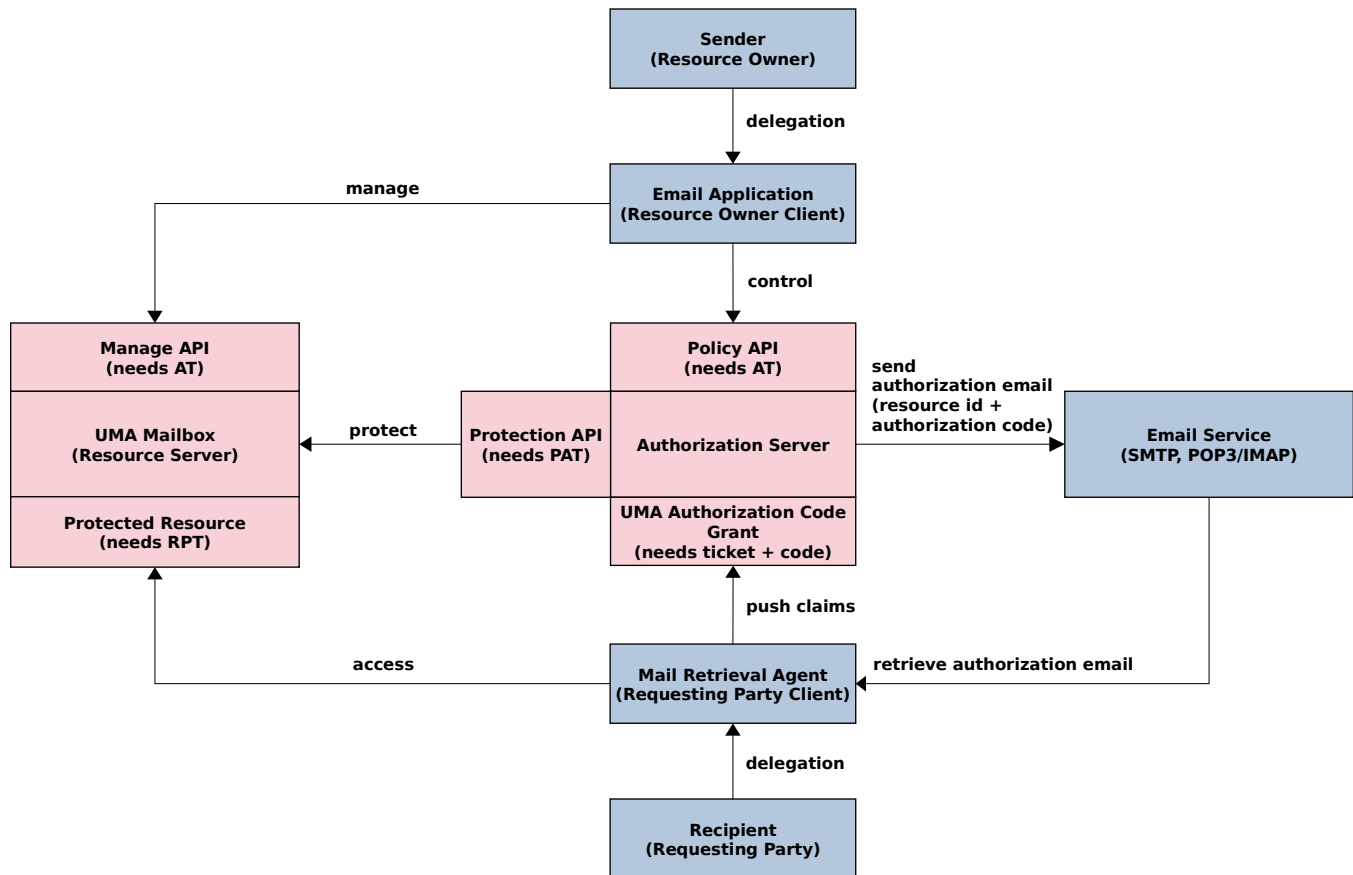 Sender
(Resource Owner)
delegation
manage
Email Application
(Resource Owner Client)
control
Manage API
(needs AT)
Policy API
(needs AT)
send
authorization email
(resource id +
authorization code)
UMA Mailbox
(Resource Server)
protect
Protection API
(needs PAT)
Authorization Server
Email Service
(SMTP, POP3/IMAP)
Protected Resource
(needs RPT)
UMA Authorization Code
Grant
(needs ticket + code)
push claims
access
Mail Retrieval Agent
(Requesting Party Client)
retrieve authorization email
delegation
Recipient
(Requesting Party)